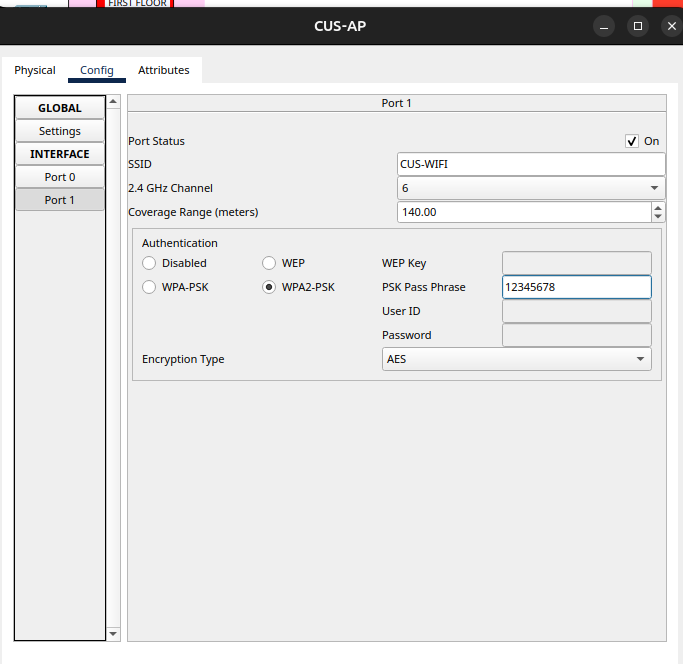 FIRST FLOOR
CUS-AP
Physical Config Attributes
GLOBAL
Settings
INTERFACE
Port 0
Port 1
Port 1
Port Status On
SSID CUS-WIFI
2.4 GHz Channel 6
Coverage Range (meters) 140.00
Authentication
Disabled WEP WEP Key
WPA-PSK WPA2-PSK PSK Pass Phrase 12345678
User ID
Password
Encryption Type AES